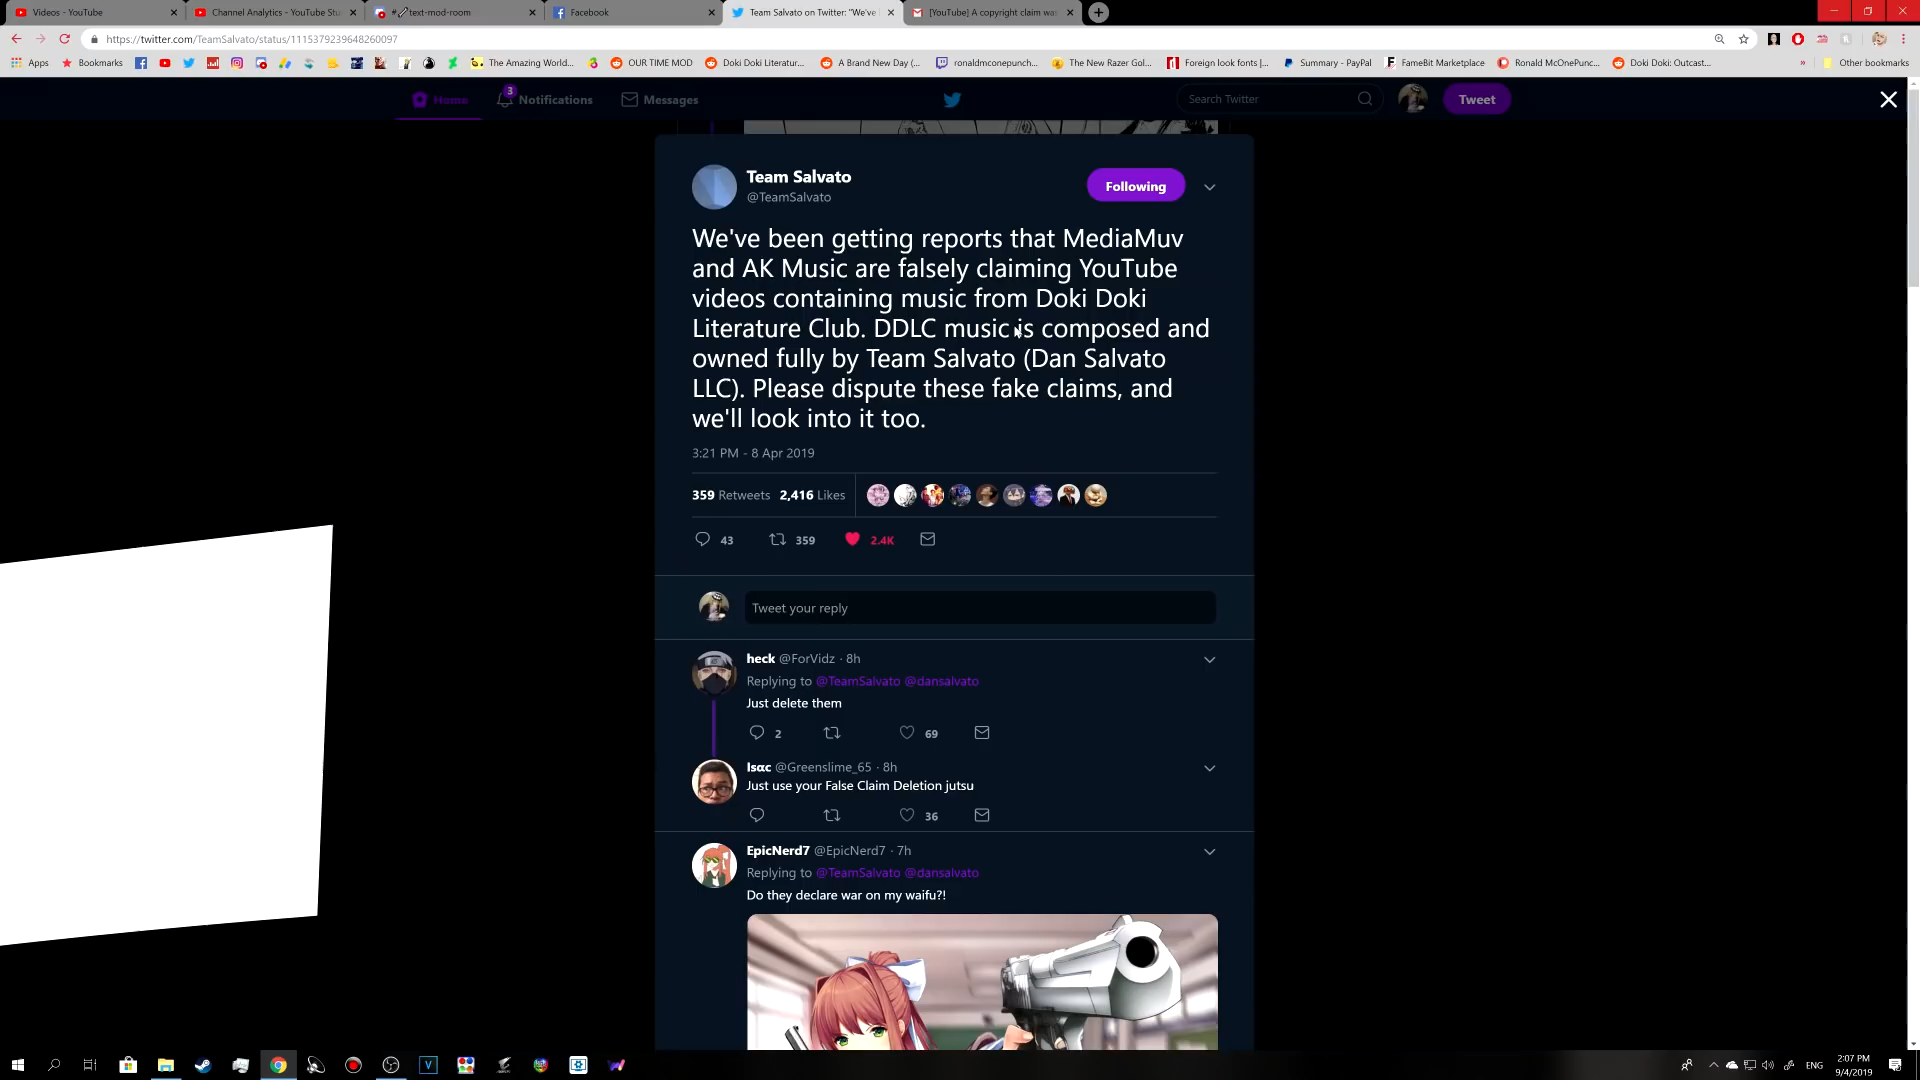 Videos - YouTube
Channel Analytics - YouTube Stu
text-mod-room
Facebook
Team Salvato on Twitter: "We've
[YouTube] A copyright claim was
https://twitter.com/TeamSalvato/status/1115379239648260097
Apps
Bookmarks
The Amazing World...
OUR TIME MOD
Doki Doki Literatur...
A Brand New Day (...
ronaldmconepunch...
The New Razer Gol...
Foreign look fonts |...
Summary - PayPal
FameBit Marketplace
Ronald McOnePunc...
Doki Doki: Outcast...
»
Other bookmarks
Home
3
Notifications
Messages
Search Twitter
Tweet
Team Salvato
@TeamSalvato
Following
We've been getting reports that MediaMuv
and AK Music are falsely claiming YouTube
videos containing music from Doki Doki
Literature Club. DDLC music is composed and
owned fully by Team Salvato (Dan Salvato
LLC). Please dispute these fake claims, and
we'll look into it too.
3:21 PM - 8 Apr 2019
359 Retweets 2,416 Likes
43 359 2.4K
Tweet your reply
heck @ForVidz · 8h
Replying to @TeamSalvato @dansalvato
Just delete them
2 69
Isαc @Greenslime_65 · 8h
Just use your False Claim Deletion jutsu
36
EpicNerd7 @EpicNerd7 · 7h
Replying to @TeamSalvato @dansalvato
Do they declare war on my waifu?!
ENG
2:07 PM
9/4/2019